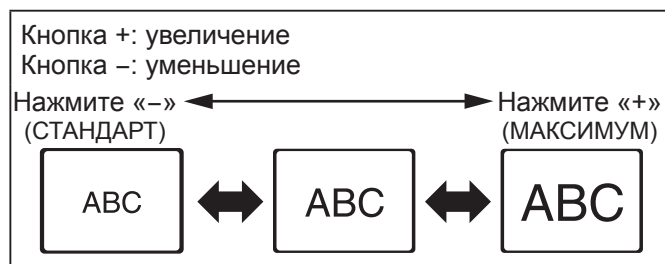 Кнопка +: увеличение
Кнопка –: уменьшение
Нажмите «–» Нажмите «+»
(СТАНДАРТ) (МАКСИМУМ)
ABC ABC ABC